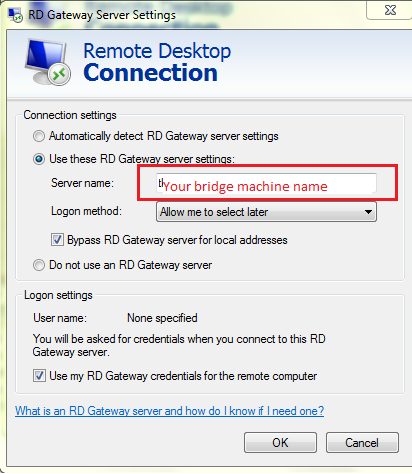 RD Gateway Server Settings
Remote Desktop
Connection
Connection settings
Automatically detect RD Gateway server settings
Use these RD Gateway server settings:
Server name:
Your bridge machine name
Logon method:
Allow me to select later
Bypass RD Gateway server for local addresses
Do not use an RD Gateway server
Logon settings
User name:
None specified
You will be asked for credentials when you connect to this RD
Gateway server.
Use my RD Gateway credentials for the remote computer
What is an RD Gateway server and how do I know if I need one?
OK
Cancel